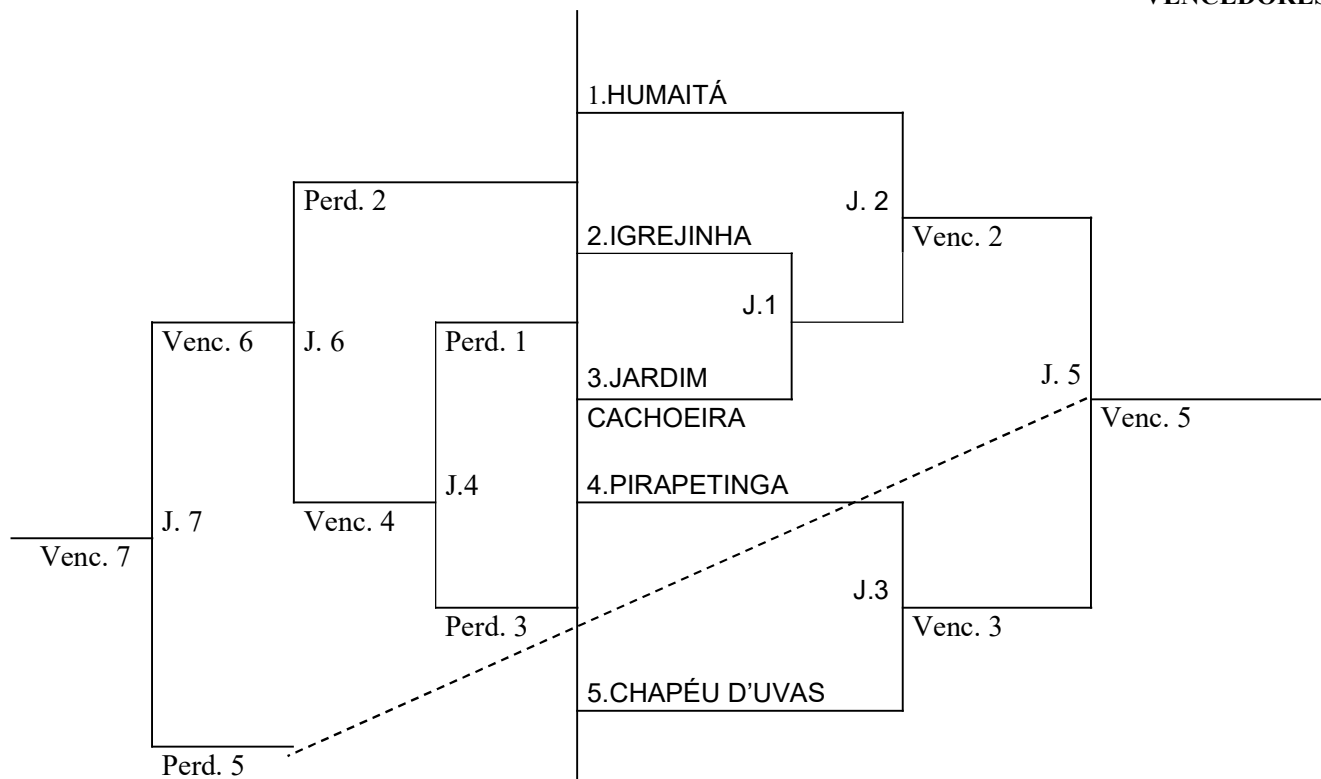 VENCEDORES
1.HUMAITÁ
Perd. 2
J. 2
2.IGREJINHA
Venc. 2
J.1
Venc. 6
J. 6
Perd. 1
3.JARDIM
CACHOEIRA
J. 5
Venc. 5
J.4
4.PIRAPETINGA
J. 7
Venc. 4
Venc. 7
J.3
Perd. 3
Venc. 3
5.CHAPÉU D’UVAS
Perd. 5